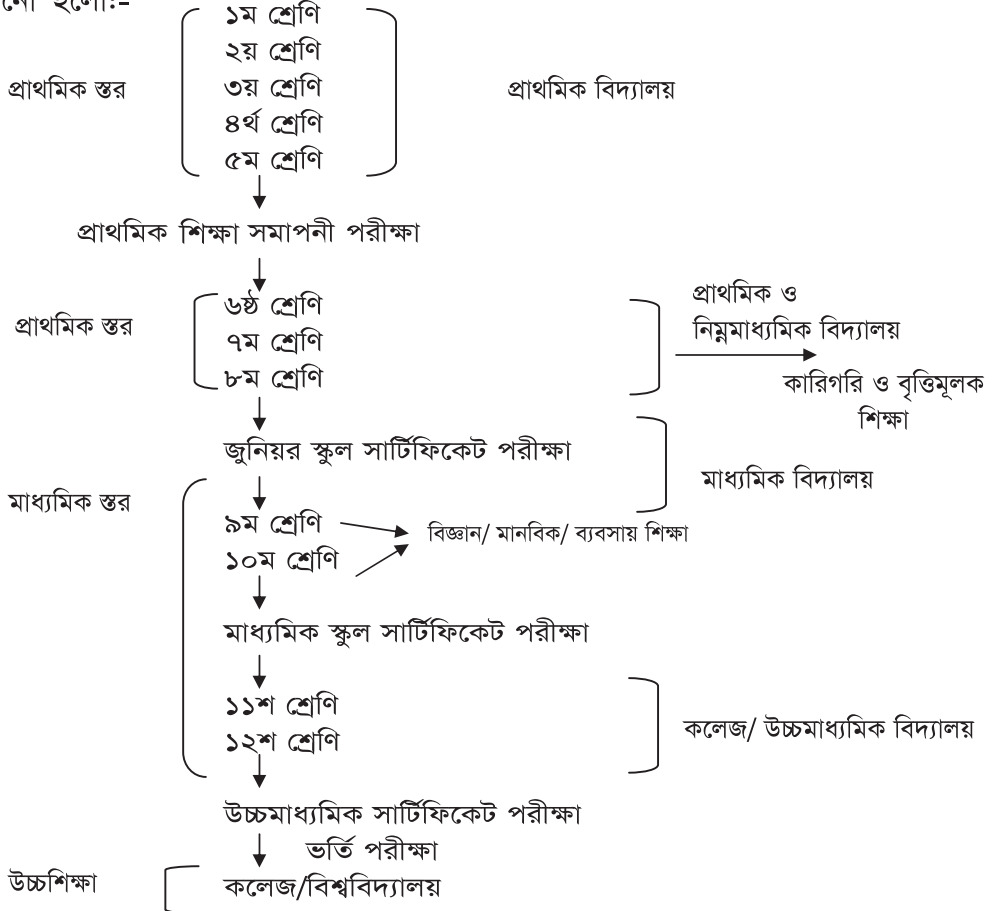 হলো:-
১ম শ্রেণি
২য় শ্রেণি
প্রাথমিক স্তর ৩য় শ্রেণি প্রাথমিক বিদ্যালয়
৪র্থ শ্রেণি
৫ম শ্রেণি
প্রাথমিক শিক্ষা সমাপনী পরীক্ষা
৬ষ্ঠ শ্রেণি
প্রাথমিক স্তর ৭ম শ্রেণি
৮ম শ্রেণি
প্রাথমিক ও
নিম্নমাধ্যমিক বিদ্যালয়
কারিগরি ও বৃত্তিমূলক
শিক্ষা
জুনিয়র স্কুল সার্টিফিকেট পরীক্ষা
মাধ্যমিক বিদ্যালয়
মাধ্যমিক স্তর
৯ম শ্রেণি বিজ্ঞান/ মানবিক/ ব্যবসায় শিক্ষা
১০ম শ্রেণি
মাধ্যমিক স্কুল সার্টিফিকেট পরীক্ষা
১১শ শ্রেণি
১২শ শ্রেণি
কলেজ/ উচ্চমাধ্যমিক বিদ্যালয়
উচ্চমাধ্যমিক সার্টিফিকেট পরীক্ষা
ভর্তি পরীক্ষা
উচ্চশিক্ষা কলেজ/বিশ্ববিদ্যালয়